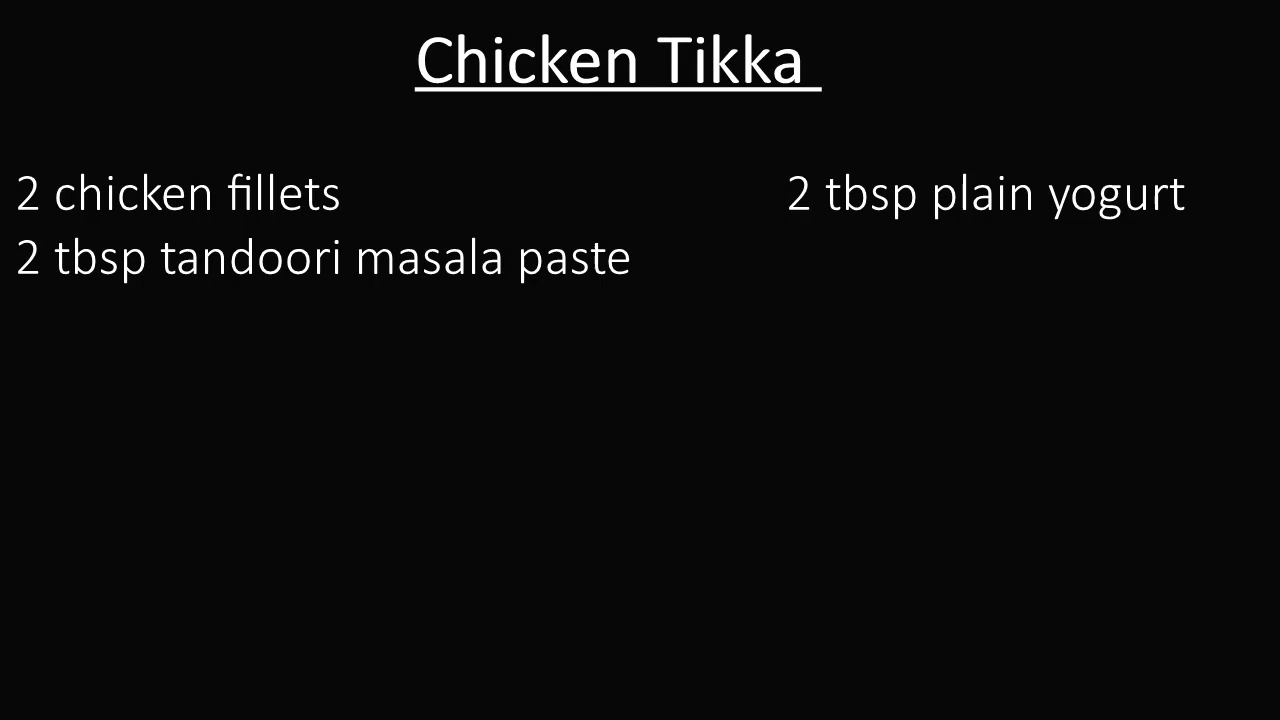 Chicken Tikka
2 chicken fillets
2 tbsp plain yogurt
2 tbsp tandoori masala paste